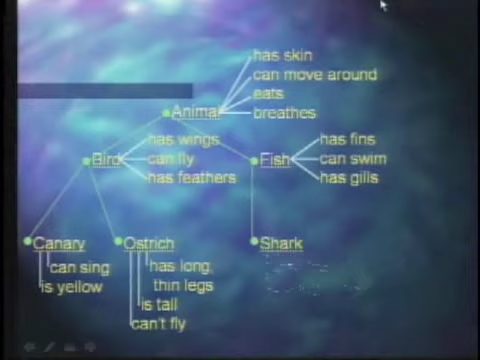 has skin
can move around
eats
breathes
Animal
has wings
can fly
has feathers
Bird
has fins
can swim
has gills
Fish
Canary
can sing
is yellow
Ostrich
has long,
thin legs
is tall
can't fly
Shark